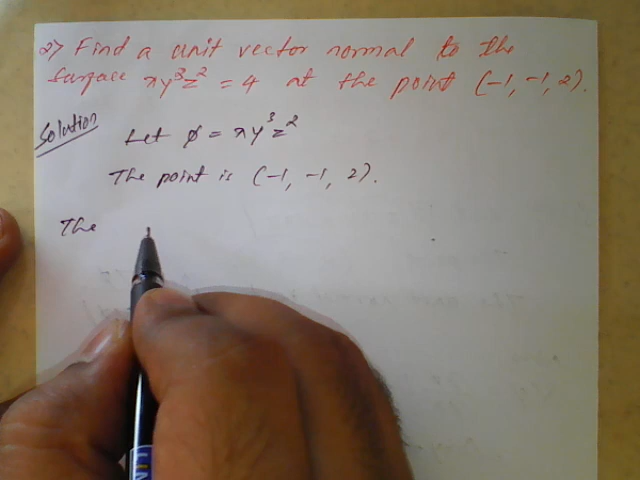 2) Find a unit vector normal to the
surface xy³z² = 4 at the point (-1, -1, 2).
Solution
Let ø = xy³z²
The point is (-1, -1, 2).
The
LIN